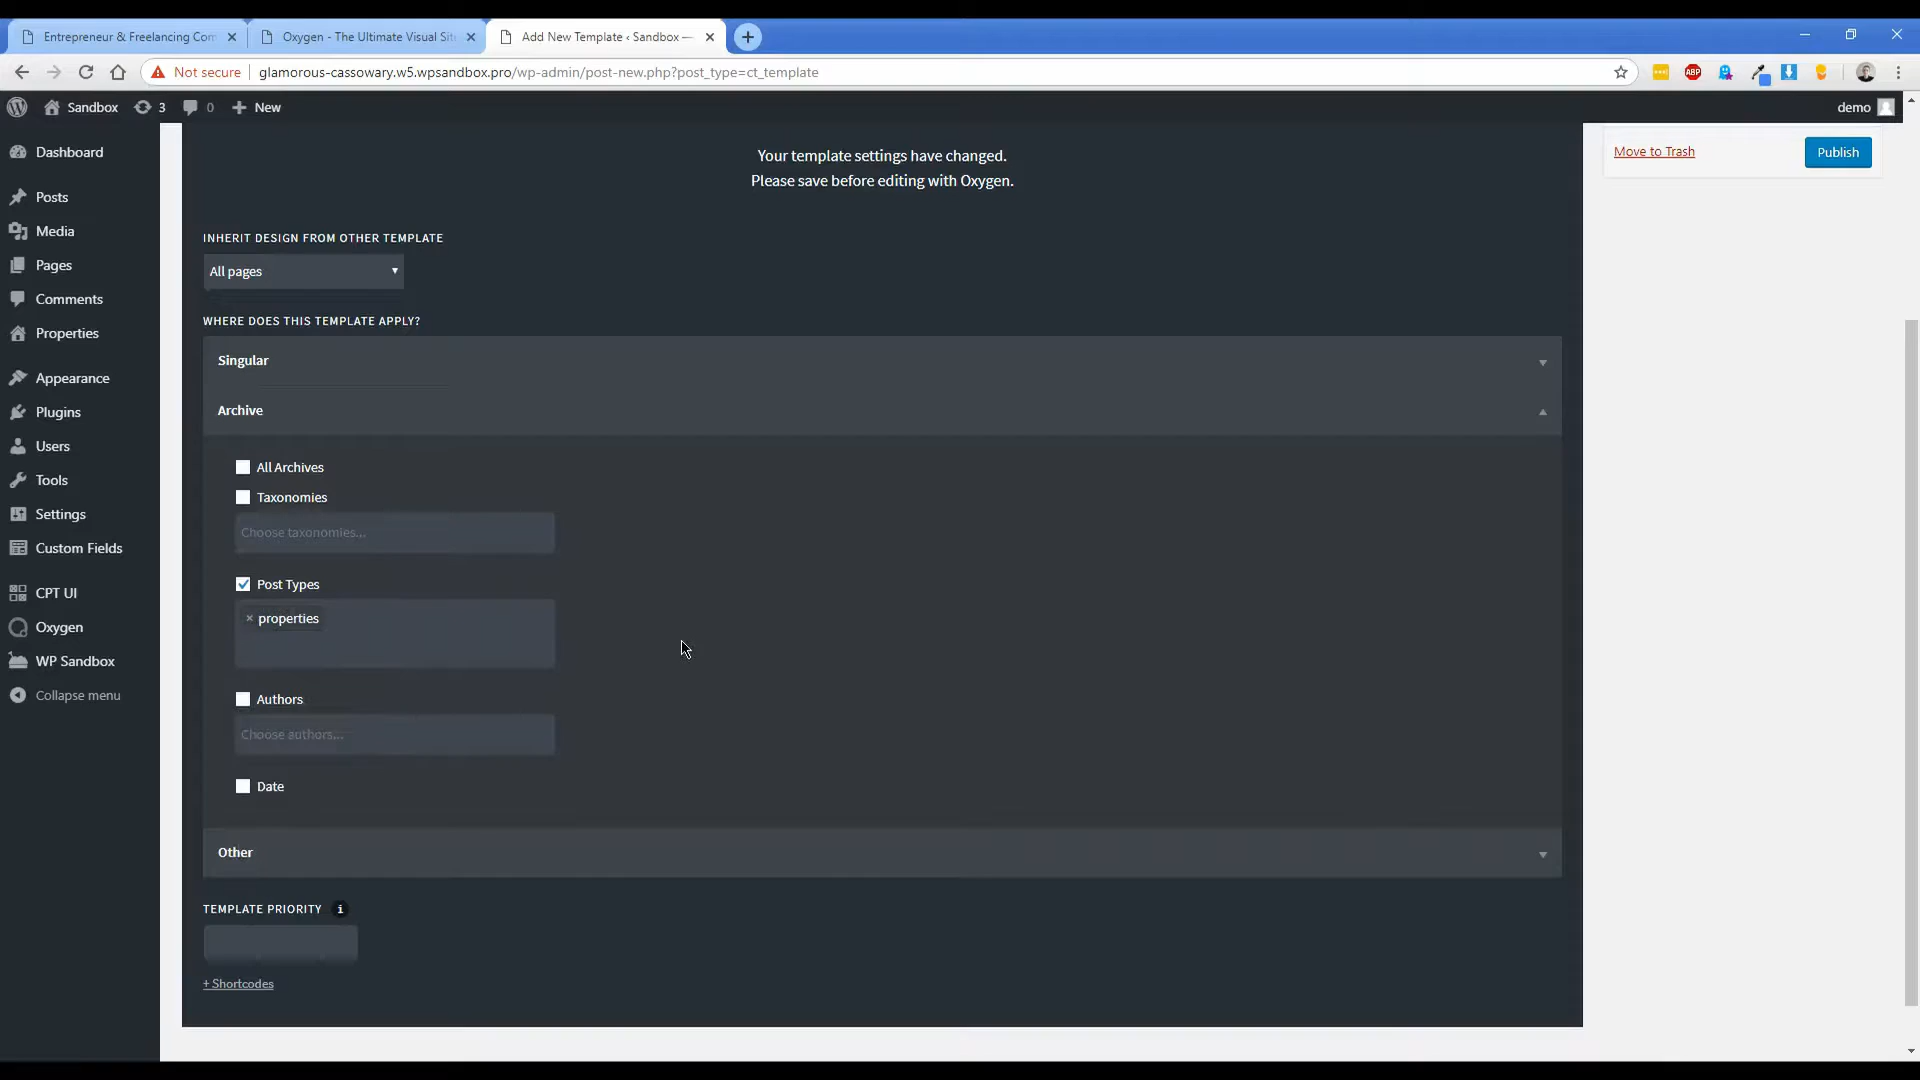 Entrepreneur & Freelancing Com
Oxygen - The Ultimate Visual Site
Add New Template ‹ Sandbox —
Not secure
glamorous-cassowary.w5.wpsandbox.pro/wp-admin/post-new.php?post_type=ct_template
ABP
Sandbox
3
0
New
demo
Dashboard
Posts
Media
Pages
Comments
Properties
Appearance
Plugins
Users
Tools
Settings
Custom Fields
CPT UI
Oxygen
WP Sandbox
Collapse menu
Your template settings have changed.
Please save before editing with Oxygen.
INHERIT DESIGN FROM OTHER TEMPLATE
All pages
WHERE DOES THIS TEMPLATE APPLY?
Singular
Archive
All Archives
Taxonomies
Choose taxonomies...
Post Types
× properties
Authors
Choose authors...
Date
Other
TEMPLATE PRIORITY i
+ Shortcodes
Move to Trash
Publish